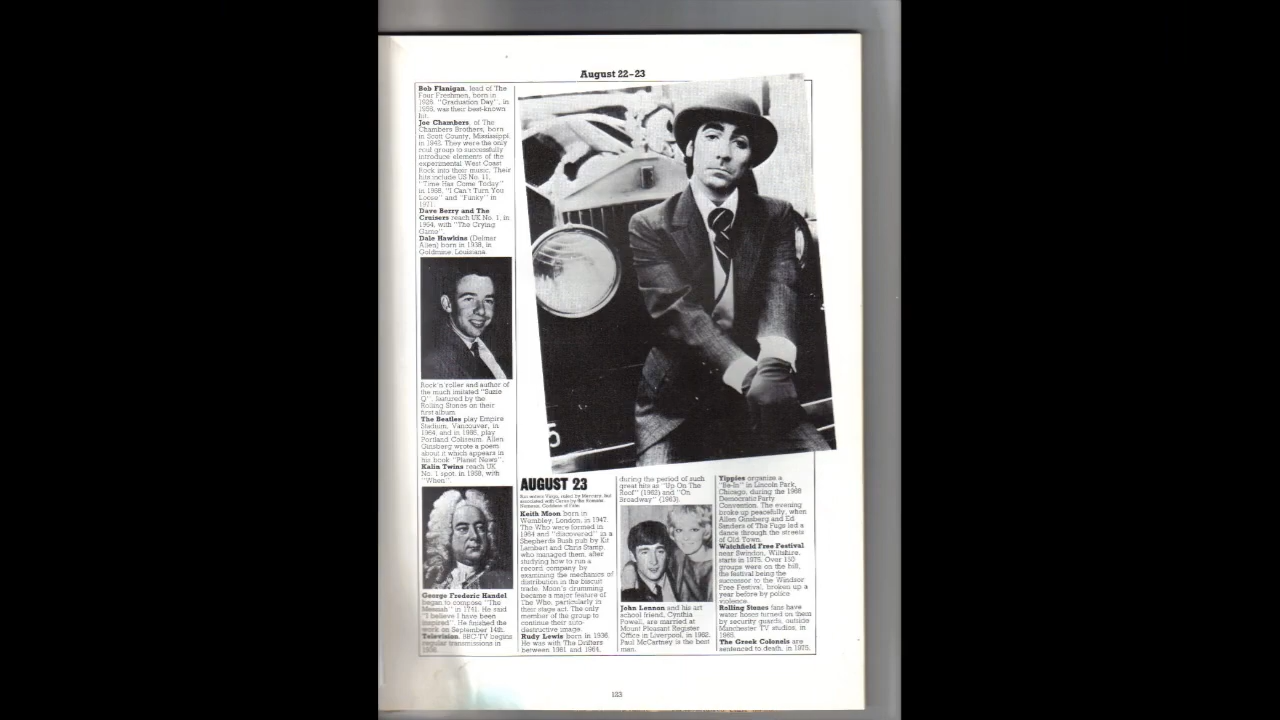 August 22-23
Bob Flanigan, lead of The
Four Freshmen, born in
1926. "Graduation Day", in
1956, was their best-known
hit.
Joe Chambers, of The
Chambers Brothers, born
in Scott County, Mississippi
in 1942. They were the only
soul group to successfully
introduce elements of the
experimental West Coast
Rock into their music. Their
hits include US No. 11,
"Time Has Come Today"
in 1968, "I Can't Turn You
Loose" and "Funky" in
1971.
Dave Berry and The
Cruisers reach UK No. 1, in
1964, with "The Crying
Game".
Dale Hawkins (Delmar
Allen) born in 1938, in
Goldmine, Louisiana.
Rock'n'roller and author of
the much imitated "Suzie
Q", featured by the
Rolling Stones on their
first album.
The Beatles play Empire
Stadium, Vancouver, in
1964, and in 1965, play
Portland Coliseum. Allen
Ginsberg wrote a poem
about it which appears in
his book "Planet News".
Kalin Twins reach UK
No. 1 spot, in 1958, with
"When".
George Frederic Handel
began to compose "The
Messiah" in 1741. He said
"I believe I have been
inspired". He finished the
work on September 14th.
Television. BBC-TV begins
regular transmissions in
1936.
5
AUGUST 23
Sun enters Virgo, ruled by Mercury, but
associated with Ceres by the Romans
Goddess of
Keith Moon born in
Wembley, London, in 1947.
The Who were formed in
1964 and "discovered" in a
Shepherds Bush pub by Kit
Lambert and Chris Stamp,
who managed them, after
studying how to run a
record company by
examining the mechanics of
distribution in the biscuit
trade. Moon's drumming
became a major feature of
The Who, particularly in
their stage act. The only
member of the group to
continue their auto-
destructive image.
Rudy Lewis born in 1936.
He was with The Drifters
between 1961 and 1964,
during the period of such
great hits as "Up On The
Roof" (1962) and "On
Broadway" (1963).
John Lennon and his art
school friend, Cynthia
Powell, are married at
Mount Pleasant Register
Office in Liverpool, in 1962.
Paul McCartney is the best
man.
Yippies organize a
"Be-In" in Lincoln Park,
Chicago, during the 1968
Democratic Party
Convention. The evening
broke up peacefully, when
Allen Ginsberg and Ed
Sanders of The Fugs led a
dance through the streets
of Old Town.
Watchfield Free Festival
near Swindon, Wiltshire,
starts in 1975. Over 150
groups were on the bill,
the festival being the
successor to the Windsor
Free Festival, broken up a
year before by police
violence.
Rolling Stones fans have
water hoses turned on them
by security guards, outside
Manchester TV studios, in
1965.
The Greek Colonels are
sentenced to death, in 1975.
183